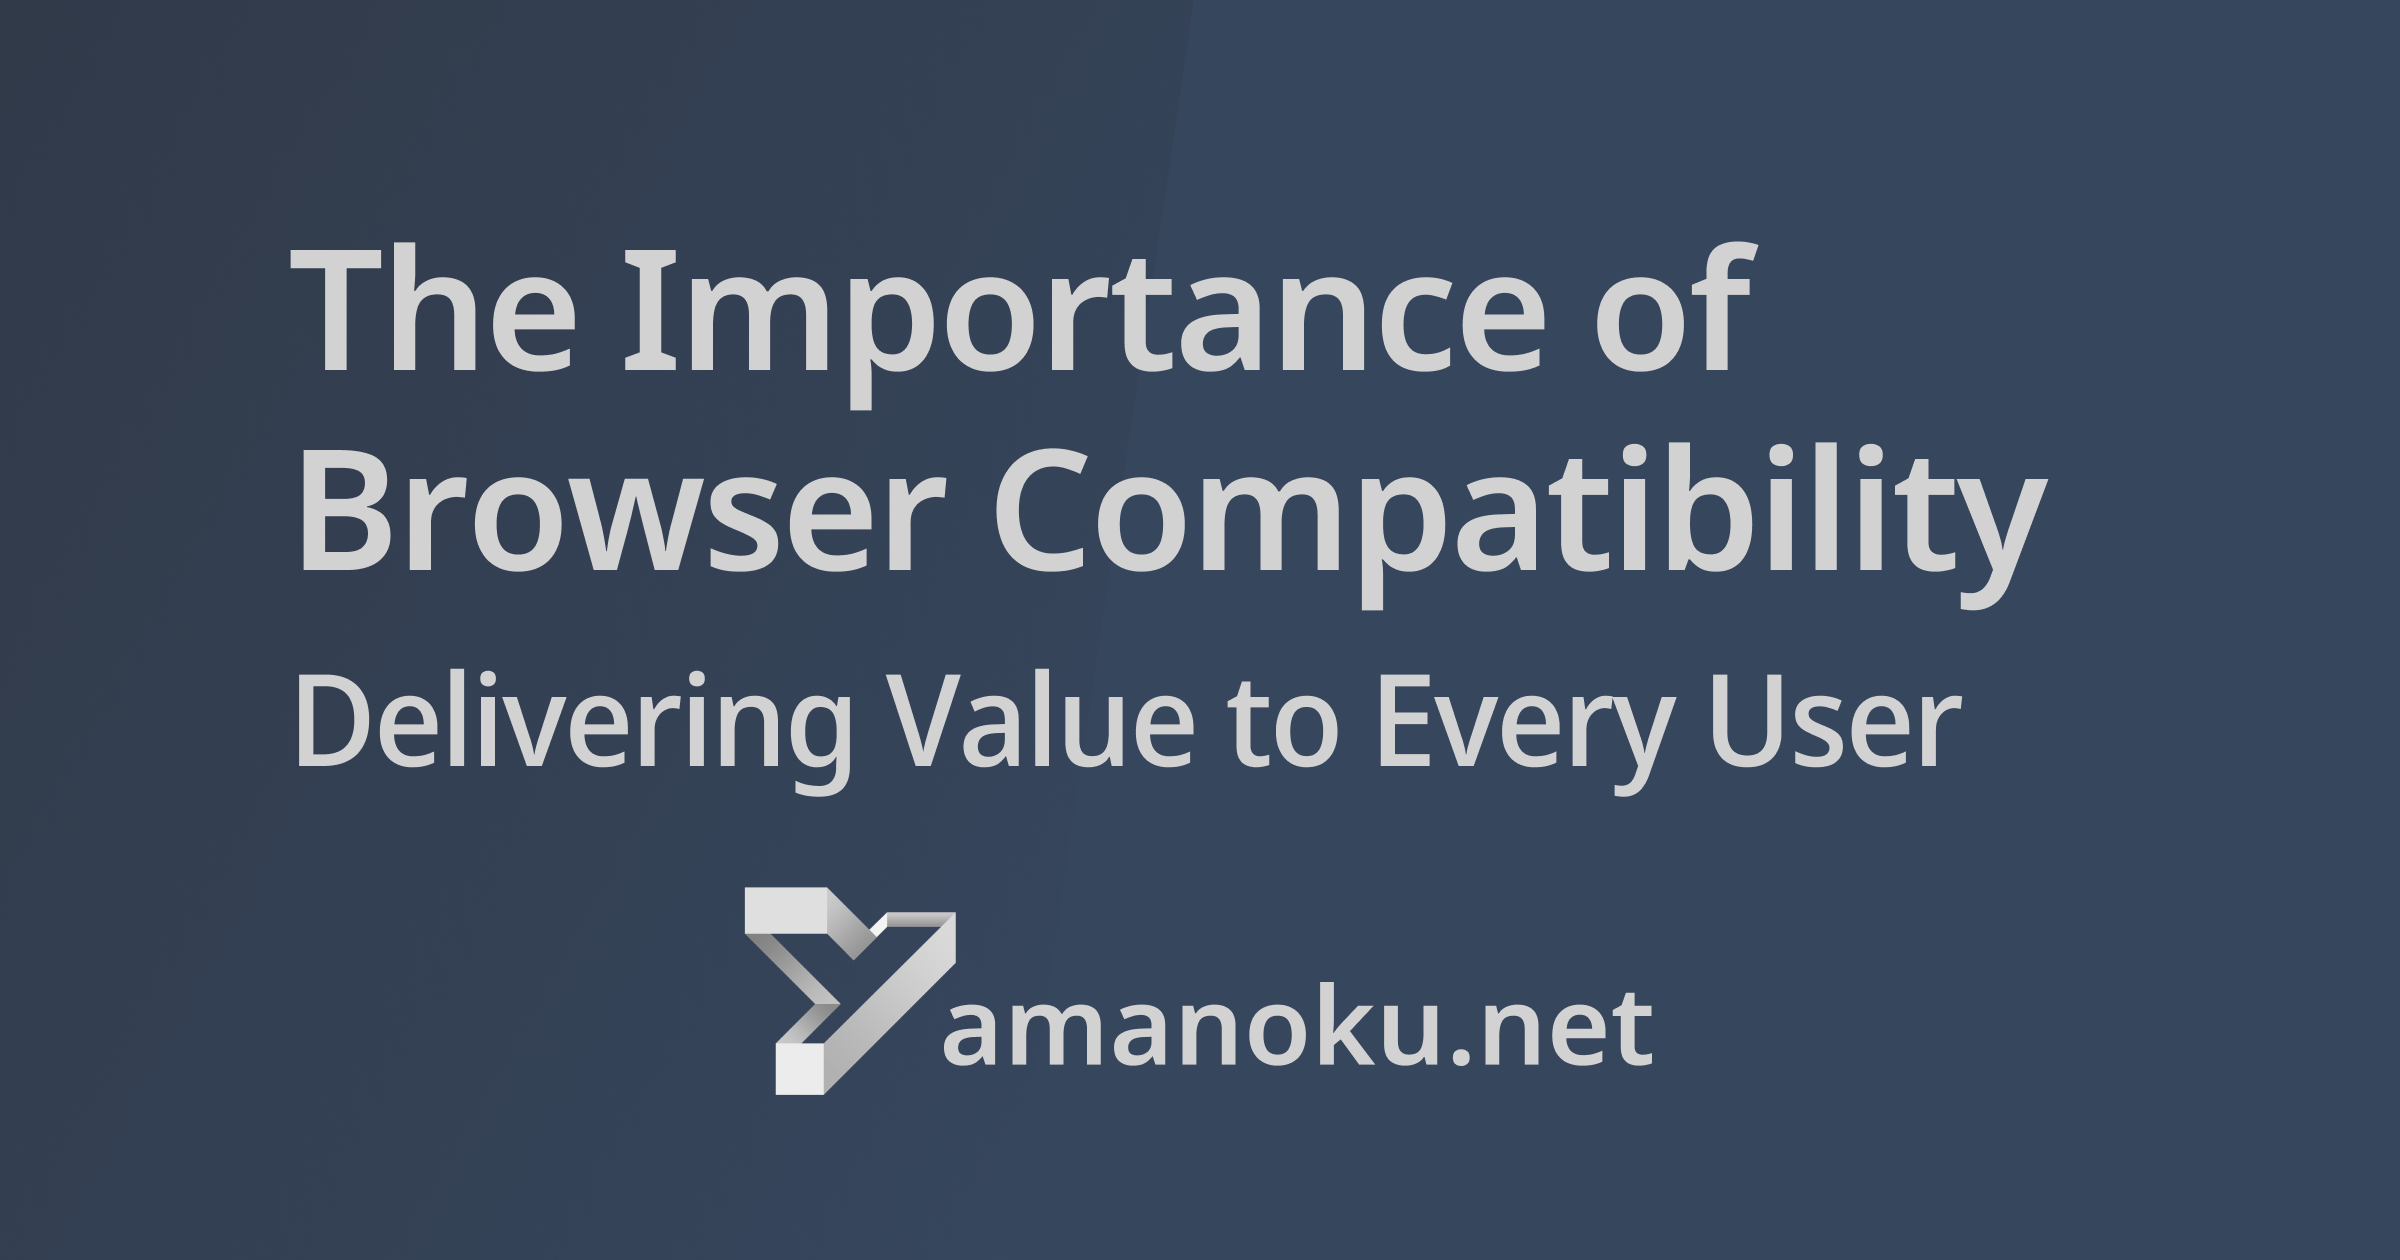 The Importance of
Browser Compatibility
Delivering Value to Every User
Yamanoku.net